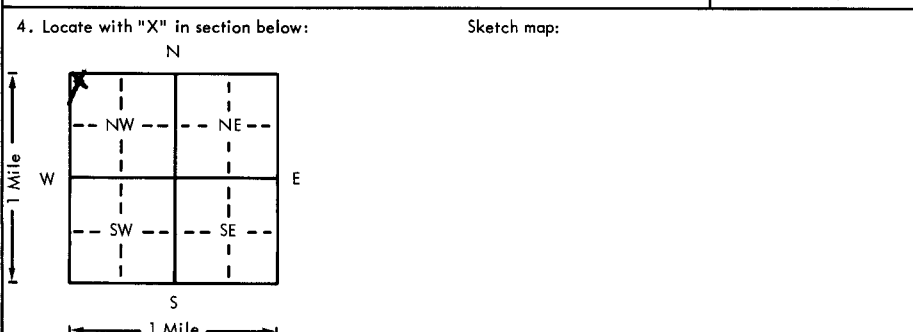 4. Locate with "X" in section below: Sketch map:
N
X
NW NE
1 Mile W E
SW SE
S
1 Mile